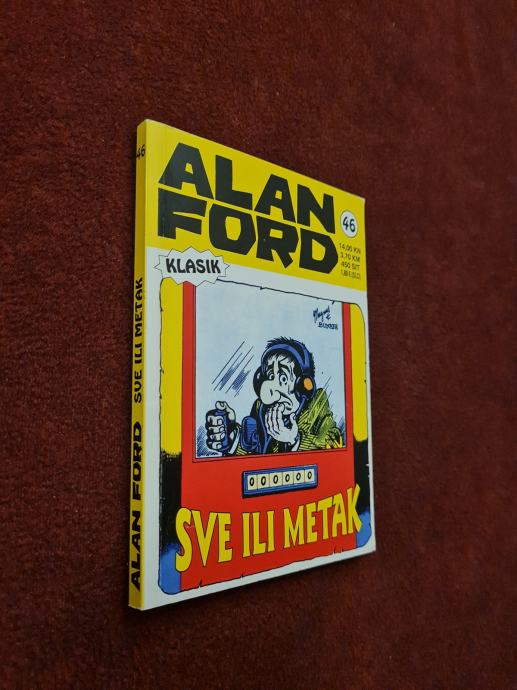 46
ALAN FORD SVE ILI METAK
ALAN
FORD
46
14,00 KN
3,70 KM
450 SIT
KLASIK
000000
SVE ILI METAK